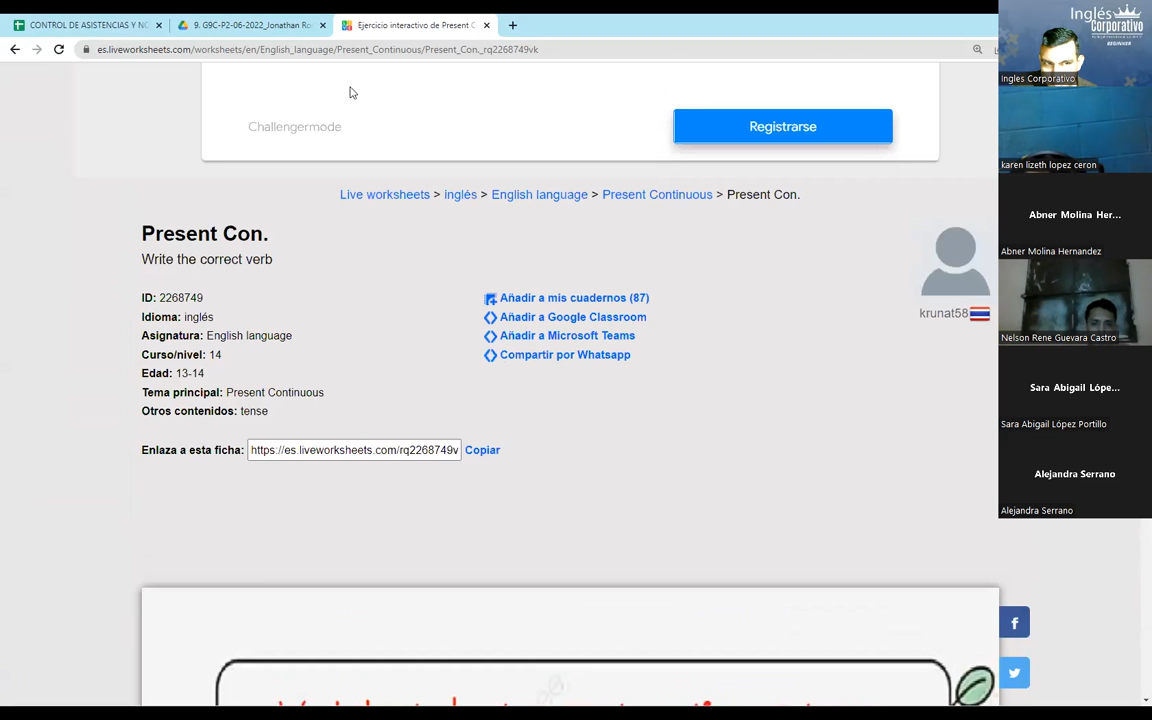 CONTROL DE ASISTENCIAS Y NO
9. G9C-P2-06-2022_Jonathan Ro
Ejercicio interactivo de Present C
es.liveworksheets.com/worksheets/en/English_language/Present_Continuous/Present_Con._rq2268749vk
Challengermode
Registrarse
Live worksheets > inglés > English language > Present Continuous > Present Con.
Present Con.
Write the correct verb
ID: 2268749
Idioma: inglés
Asignatura: English language
Curso/nivel: 14
Edad: 13-14
Tema principal: Present Continuous
Otros contenidos: tense
Añadir a mis cuadernos (87)
Añadir a Google Classroom
Añadir a Microsoft Teams
Compartir por Whatsapp
krunat58
Enlaza a esta ficha: https://es.liveworksheets.com/rq2268749v Copiar
Inglés
Corporativo
BEGINNER
Ingles Corporativo
karen lizeth lopez ceron
Abner Molina Her...
Abner Molina Hernandez
Nelson Rene Guevara Castro
Sara Abigail Lópe...
Sara Abigail López Portillo
Alejandra Serrano
Alejandra Serrano